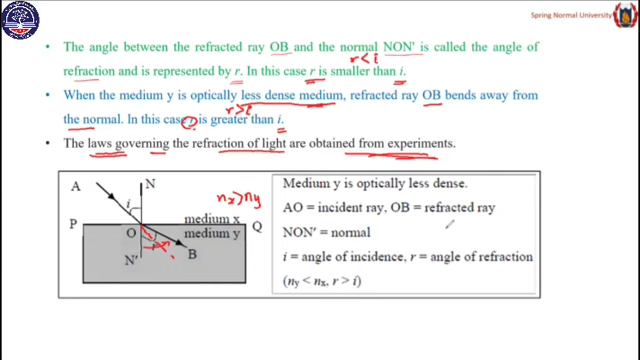 Spring Normal University
• The angle between the refracted ray OB and the normal NON' is called the angle of
r < i
refraction and is represented by r. In this case r is smaller than i.
• When the medium y is optically less dense medium, refracted ray OB bends away from
r > i
the normal. In this case r is greater than i.
• The laws governing the refraction of light are obtained from experiments.
A
N
nx > ny
i
medium x
P
Q
O
medium y
r
N'
B
Medium y is optically less dense.
AO = incident ray, OB = refracted ray
NON' = normal
i = angle of incidence, r = angle of refraction
(ny < nx, r > i)